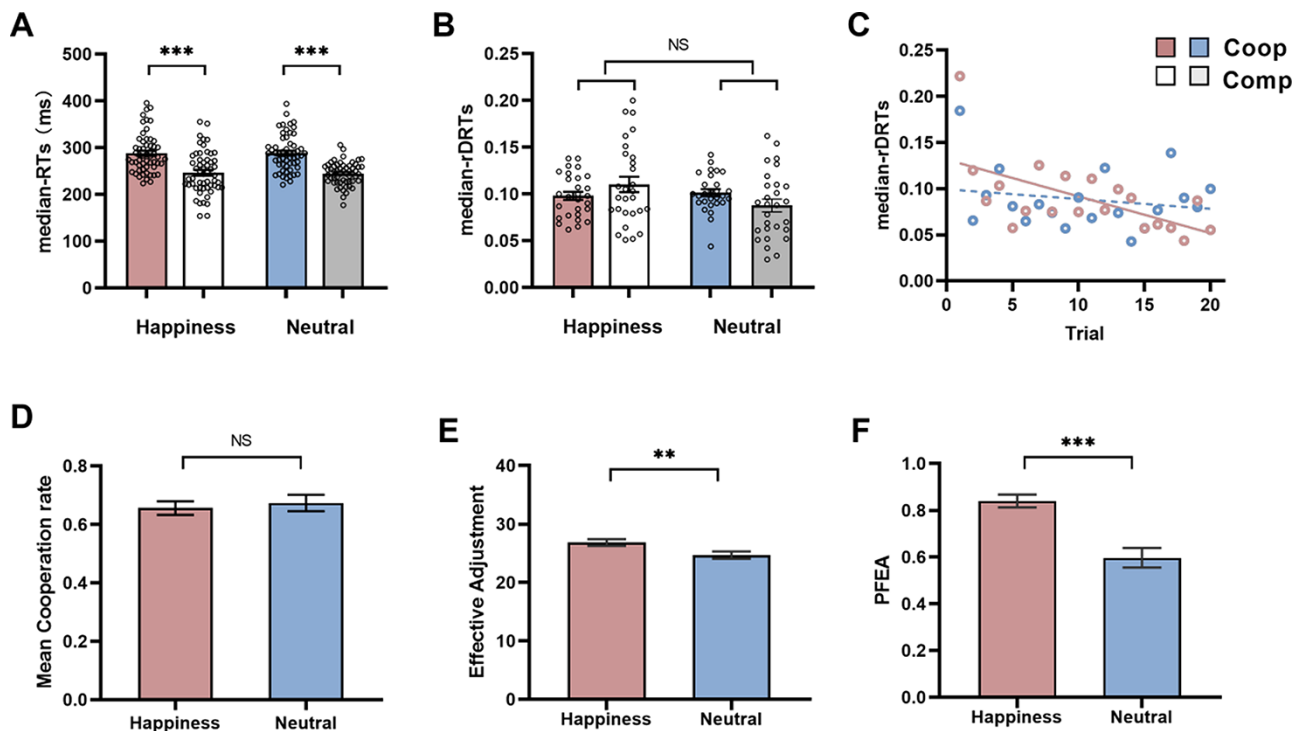 A
median-RTs (ms)
500
400
300
200
100
0
***
***
Happiness
Neutral
B
median-rDRTs
0.25
0.20
0.15
0.10
0.05
0.00
NS
Happiness
Neutral
C
median-rDRTs
0.25
0.20
0.15
0.10
0.05
0.00
0
5
10
15
20
Trial
Coop
Comp
D
Mean Cooperation rate
0.8
0.6
0.4
0.2
0.0
NS
Happiness
Neutral
E
Effective Adjustment
40
30
20
10
0
**
Happiness
Neutral
F
PFEA
1.0
0.8
0.6
0.4
0.2
0.0
***
Happiness
Neutral